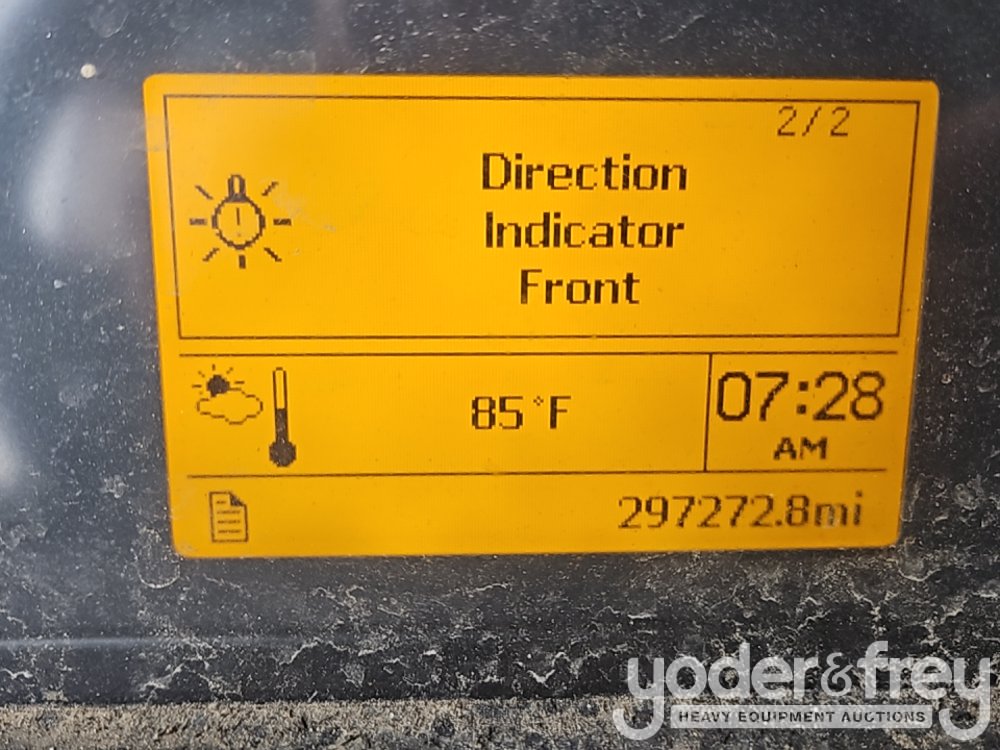 2/2
Direction
Indicator
Front
85°F
07:28
AM
297272.8mi
yoder&frey
HEAVY EQUIPMENT AUCTIONS